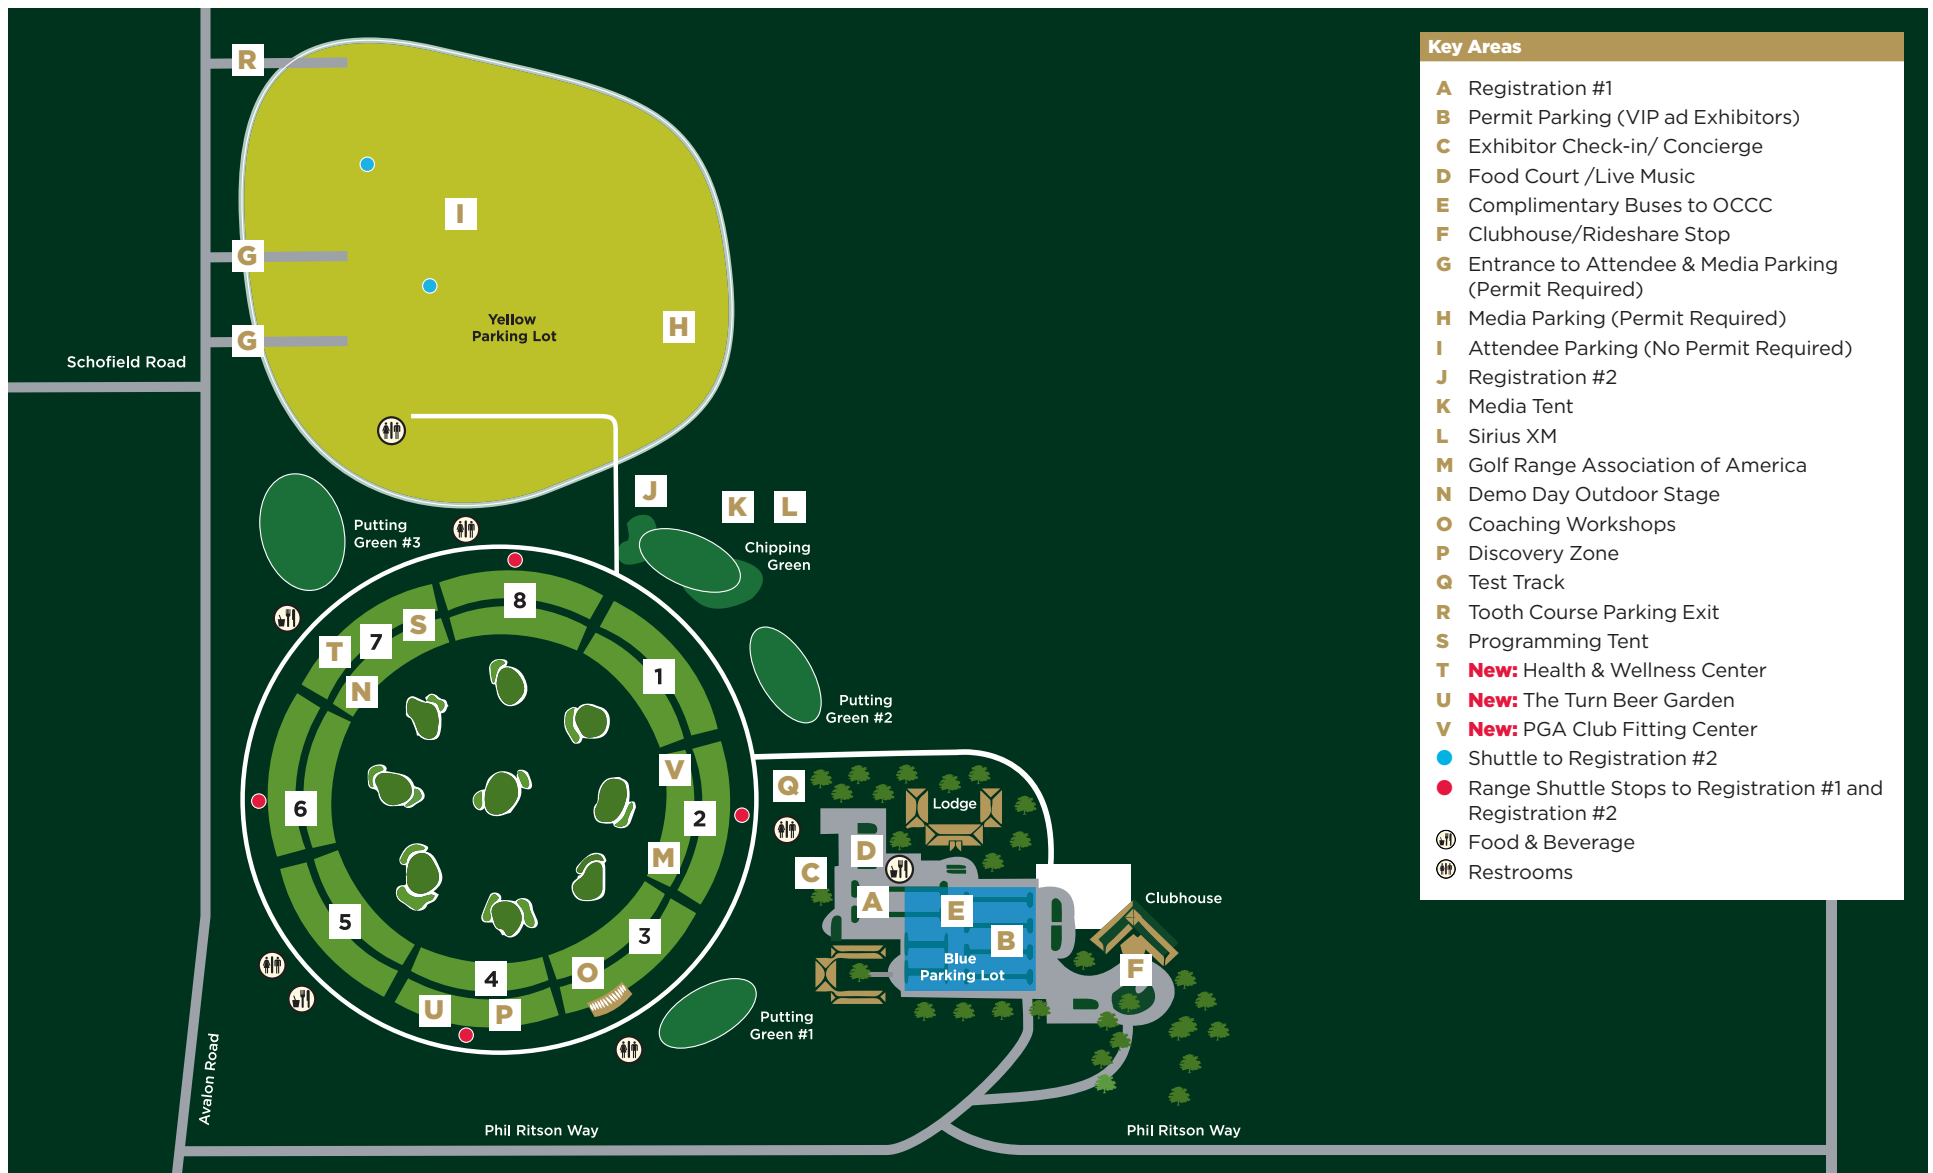 R
I
G
Yellow
Parking Lot
H
G
Schofield Road
J
K
L
Putting
Green #3
Chipping
Green
8
S
7
T
1
N
Putting
Green #2
V
Q
6
2
Lodge
M
D
C
A
E
Clubhouse
5
3
B
4
O
Blue
Parking Lot
F
U
P
Putting
Green #1
Avalon Road
Phil Ritson Way
Phil Ritson Way
Key Areas
A Registration #1
B Permit Parking (VIP ad Exhibitors)
C Exhibitor Check-in/ Concierge
D Food Court /Live Music
E Complimentary Buses to OCCC
F Clubhouse/Rideshare Stop
G Entrance to Attendee & Media Parking
(Permit Required)
H Media Parking (Permit Required)
I Attendee Parking (No Permit Required)
J Registration #2
K Media Tent
L Sirius XM
M Golf Range Association of America
N Demo Day Outdoor Stage
O Coaching Workshops
P Discovery Zone
Q Test Track
R Tooth Course Parking Exit
S Programming Tent
T New: Health & Wellness Center
U New: The Turn Beer Garden
V New: PGA Club Fitting Center
Shuttle to Registration #2
Range Shuttle Stops to Registration #1 and
Registration #2
Food & Beverage
Restrooms